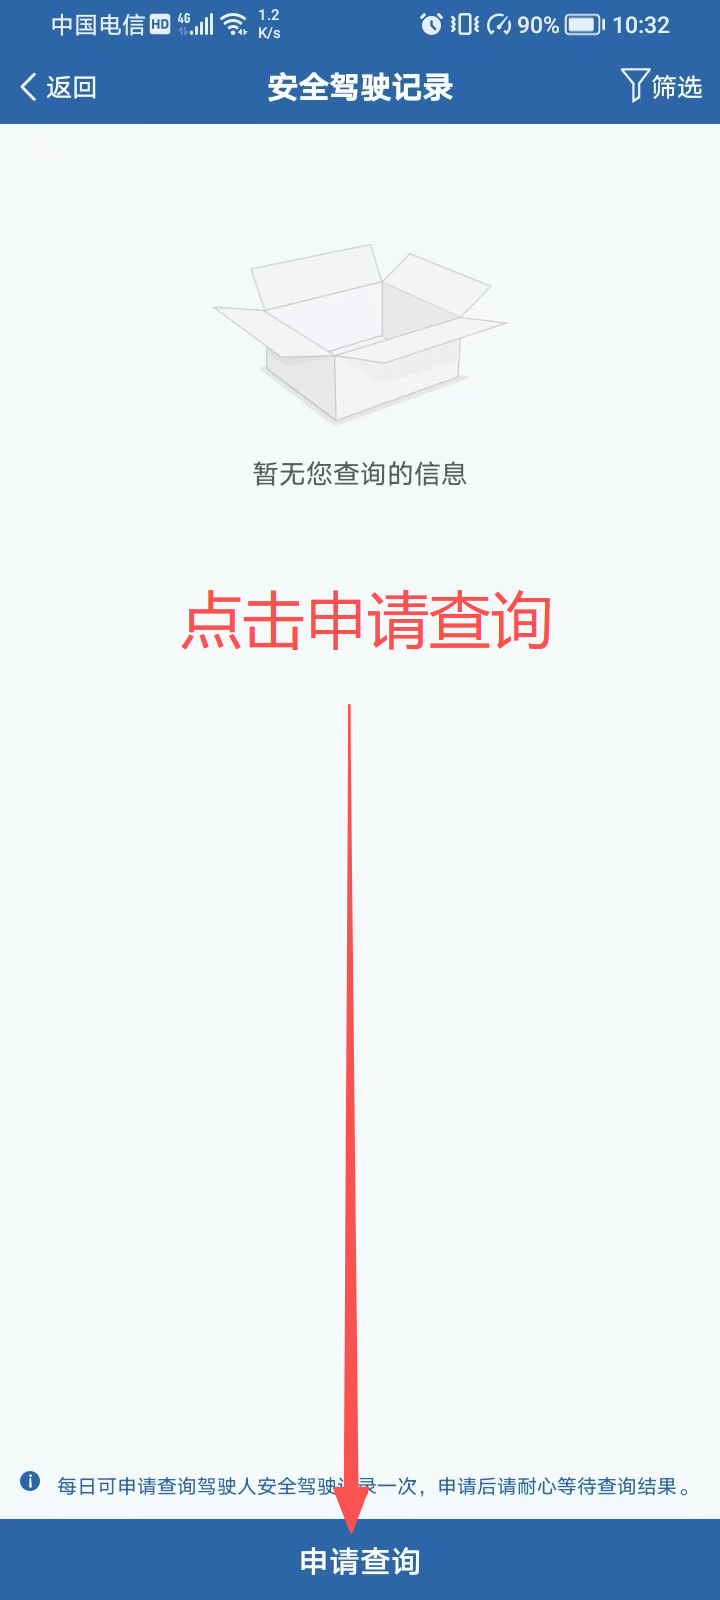 中国电信 HD 4G 1.2 K/s 90% 10:32
返回 安全驾驶记录 筛选
暂无您查询的信息
点击申请查询
每日可申请查询驾驶人安全驾驶记录一次，申请后请耐心等待查询结果。
申请查询